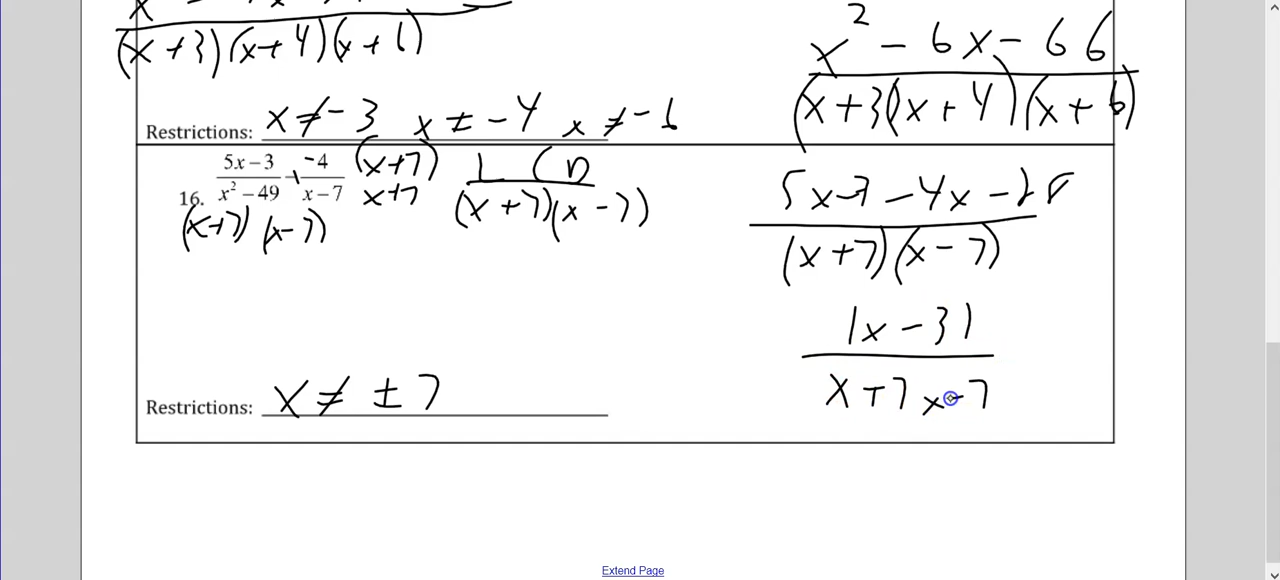 (x+3)(x+4)(x+6)
x² - 6x - 66
(x+3)(x+4)(x+6)
Restrictions: x≠-3 x≠-4 x≠-6
16. 5x-3 + -4 (x+7)
x²-49 x-7 x+7
(x+7)(x-7)
LCD
(x+7)(x-7)
5x-3-4x-28
(x+7)(x-7)
1x-31
x+7 x-7
Restrictions: x≠±7
Extend Page